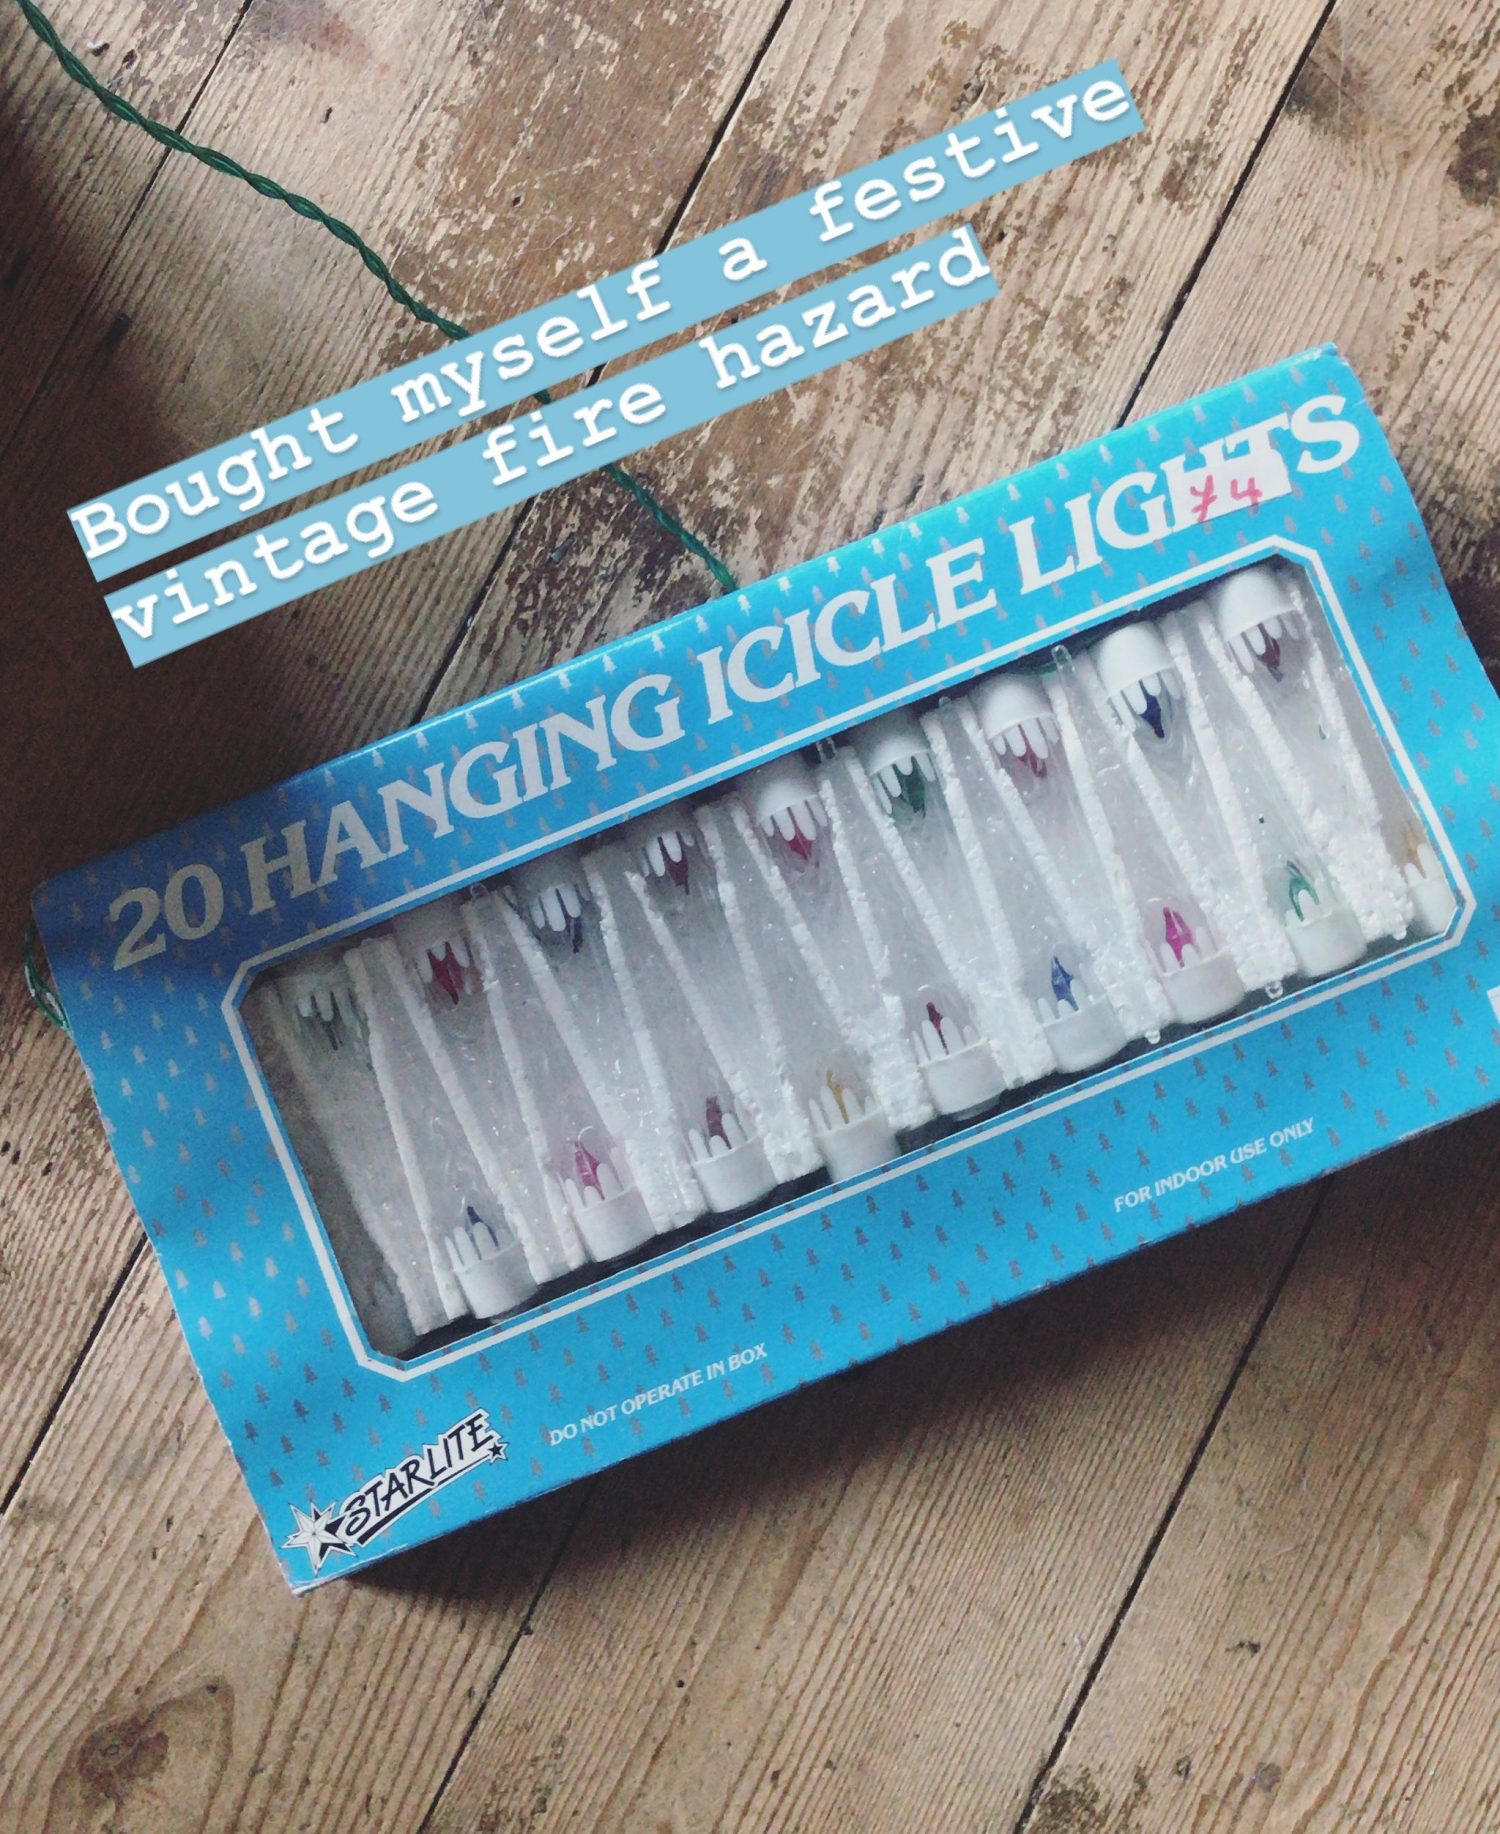 Bought myself a festive
vintage fire hazard
20 HANGING ICICLE LIGHTS
£4
FOR INDOOR USE ONLY
DO NOT OPERATE IN BOX
STARLITE